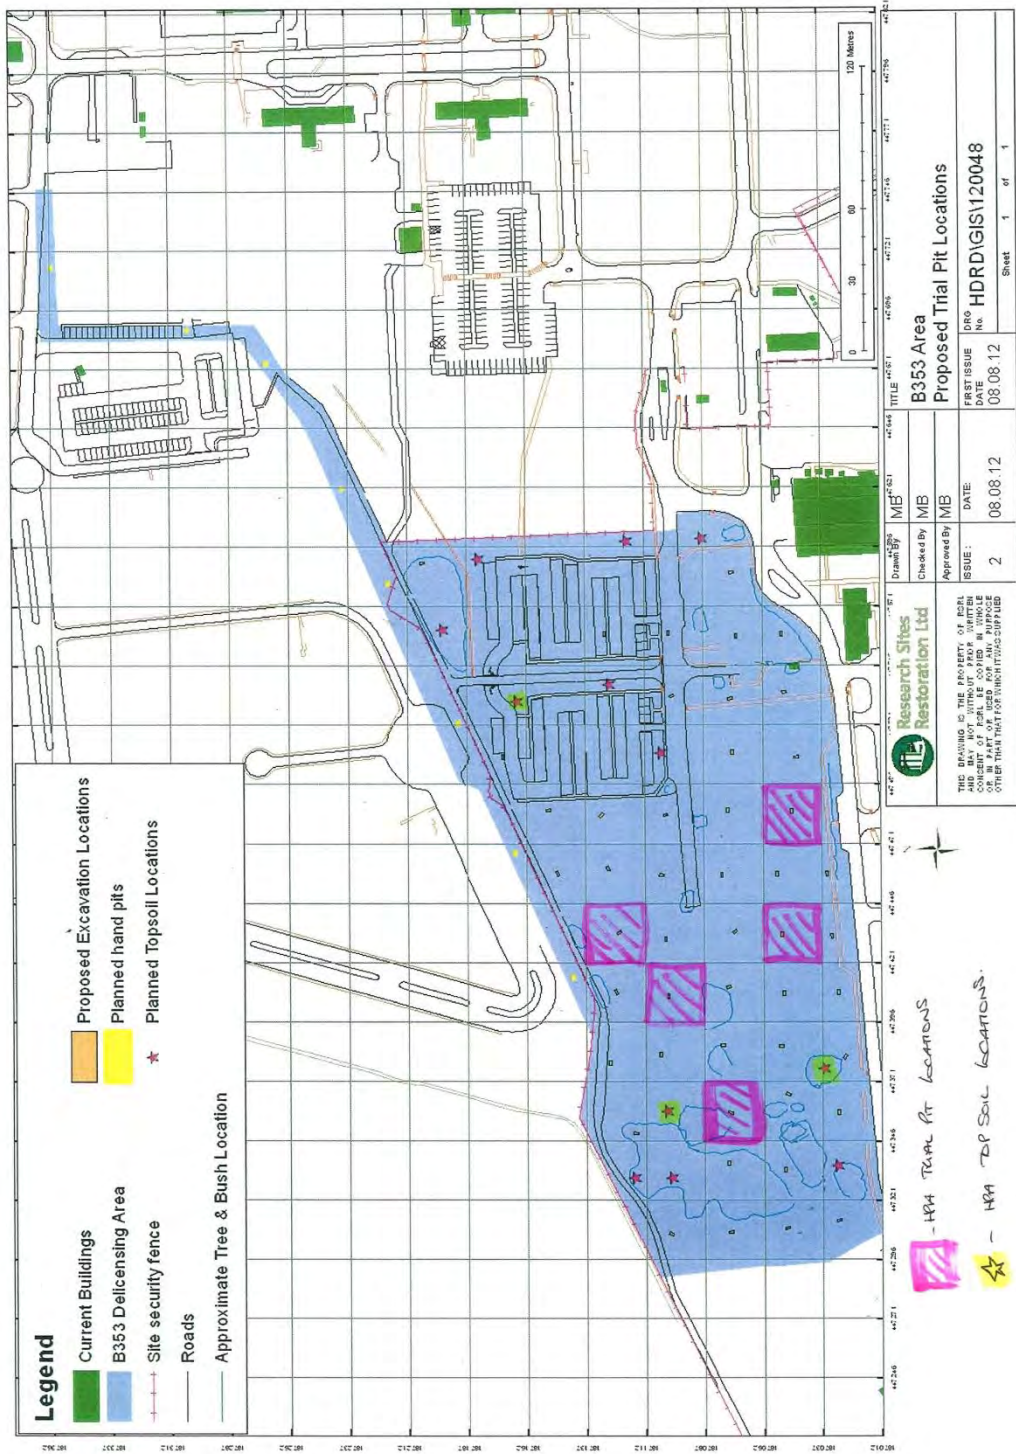 Legend
Current Buildings
B353 Delicensing Area
Site security fence
Roads
Approximate Tree & Bush Location
Proposed Excavation Locations
Planned hand pits
Planned Topsoil Locations
0 30 60 120 Metres
Research Sites
Restoration Ltd
THIS DRAWING IS THE PROPERTY OF RSRL
AND MAY NOT WITHOUT PRIOR WRITTEN
CONSENT OF RSRL BE COPIED IN WHOLE
OR IN PART OR USED FOR ANY PURPOSE
OTHER THAN THAT FOR WHICH IT WAS SUPPLIED
Drawn By MB
Checked By MB
Approved By MB
ISSUE: 2
DATE: 08.08.12
TITLE
B353 Area
Proposed Trial Pit Locations
FIRST ISSUE
DATE
08.08.12
DRG
No. HDRD\GIS\120048
Sheet 1 of 1
- HPA TRIAL PIT LOCATIONS
- HPA TOP SOIL LOCATIONS.